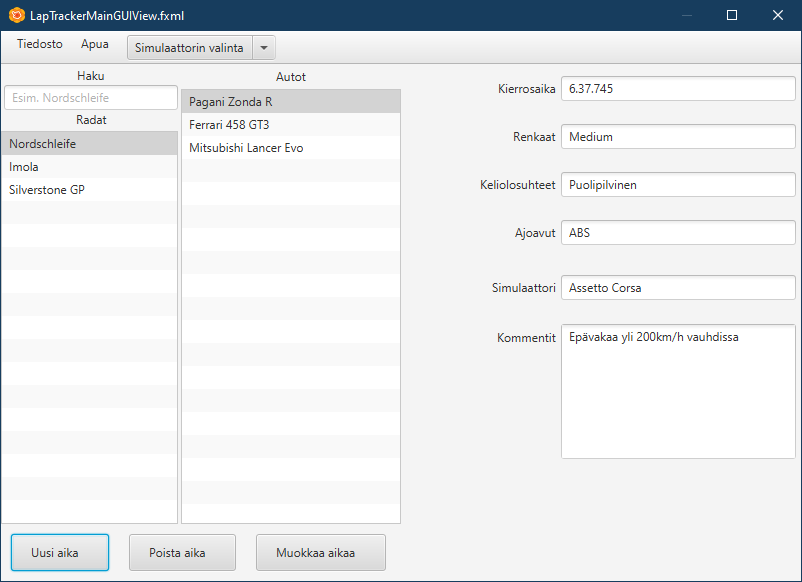 LapTrackerMainGUIView.fxml
Tiedosto Apua Simulaattorin valinta
Haku
Esim. Nordschleife
Radat
Nordschleife
Imola
Silverstone GP
Autot
Pagani Zonda R
Ferrari 458 GT3
Mitsubishi Lancer Evo
Kierrosaika 6.37.745
Renkaat Medium
Keliolosuhteet Puolipilvinen
Ajoavut ABS
Simulaattori Assetto Corsa
Kommentit Epävakaa yli 200km/h vauhdissa
Uusi aika Poista aika Muokkaa aikaa